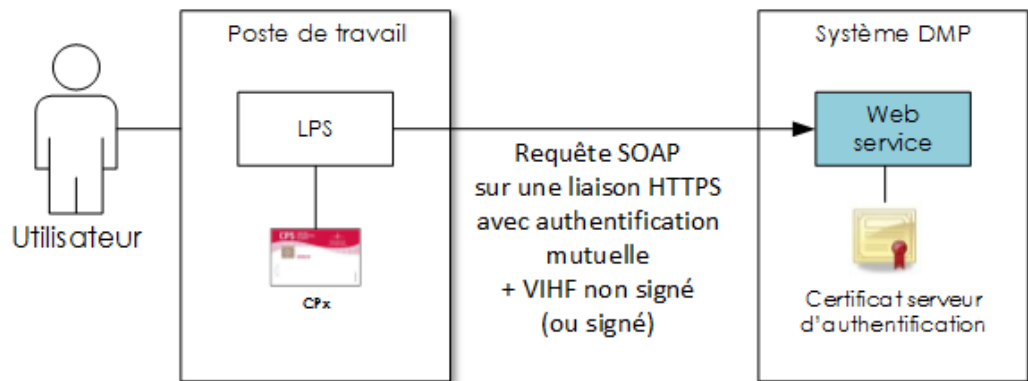 Poste de travail
Système DMP
LPS
Web
service
Requête SOAP
sur une liaison HTTPS
avec authentification
mutuelle
+ VIHF non signé
(ou signé)
Utilisateur
CPS
CPx
Certificat serveur
d'authentification